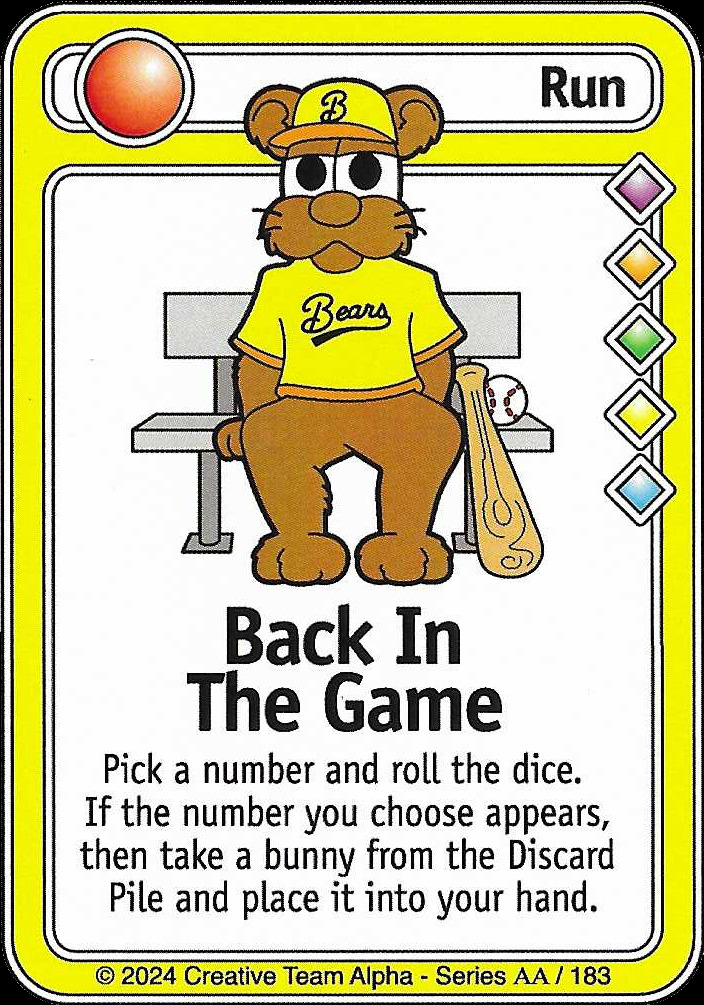 Run
B
Bears
Back In
The Game
Pick a number and roll the dice.
If the number you choose appears,
then take a bunny from the Discard
Pile and place it into your hand.
© 2024 Creative Team Alpha - Series AA / 183